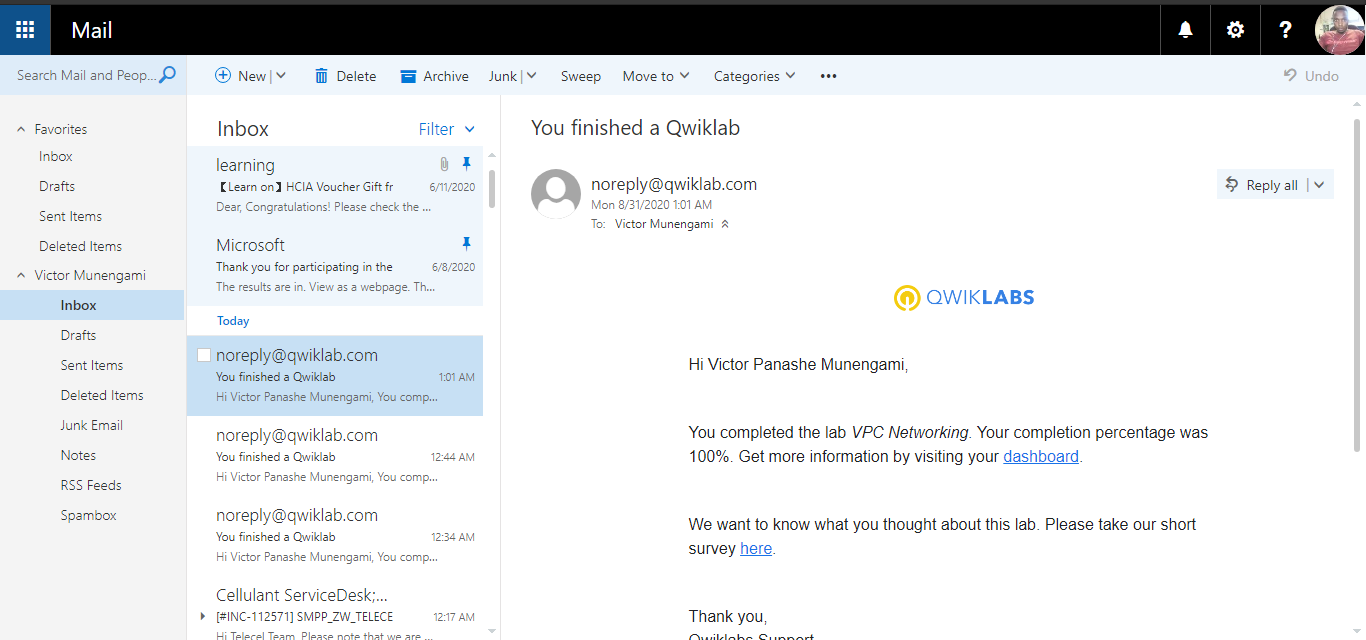 Mail
Search Mail and Peop...
New
Delete
Archive
Junk
Sweep
Move to
Categories
Undo
Favorites
Inbox
Drafts
Sent Items
Deleted Items
Victor Munengami
Inbox
Drafts
Sent Items
Deleted Items
Junk Email
Notes
RSS Feeds
Spambox
Inbox
Filter
learning
【Learn on】HCIA Voucher Gift fr 6/11/2020
Dear, Congratulations! Please check the ...
Microsoft
Thank you for participating in the 6/8/2020
The results are in. View as a webpage. Th...
Today
noreply@qwiklab.com
You finished a Qwiklab 1:01 AM
Hi Victor Panashe Munengami, You comp...
noreply@qwiklab.com
You finished a Qwiklab 12:44 AM
Hi Victor Panashe Munengami, You comp...
noreply@qwiklab.com
You finished a Qwiklab 12:34 AM
Hi Victor Panashe Munengami, You comp...
Cellulant ServiceDesk;...
[#INC-112571] SMPP_ZW_TELECE 12:17 AM
Hi Telecel Team, Please note that we are ...
You finished a Qwiklab
noreply@qwiklab.com
Mon 8/31/2020 1:01 AM
To: Victor Munengami
Reply all
QWIKLABS
Hi Victor Panashe Munengami,
You completed the lab VPC Networking. Your completion percentage was
100%. Get more information by visiting your dashboard.
We want to know what you thought about this lab. Please take our short
survey here.
Thank you,
Qwiklabs Support